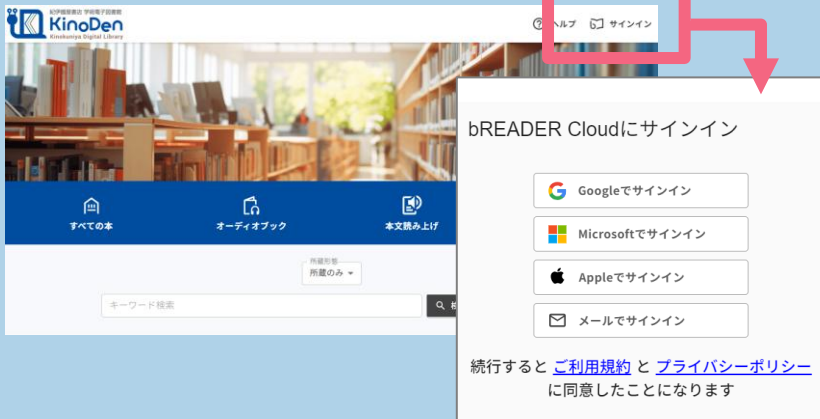 紀伊國屋書店 学術電子図書館
KinoDen
Kinokuniya Digital Library
ヘルプ
サインイン
すべての本
オーディオブック
本文読み上げ
所蔵形態
所蔵のみ
キーワード検索
bREADER Cloudにサインイン
Googleでサインイン
Microsoftでサインイン
Appleでサインイン
メールでサインイン
続行すると ご利用規約 と プライバシーポリシー
に同意したことになります